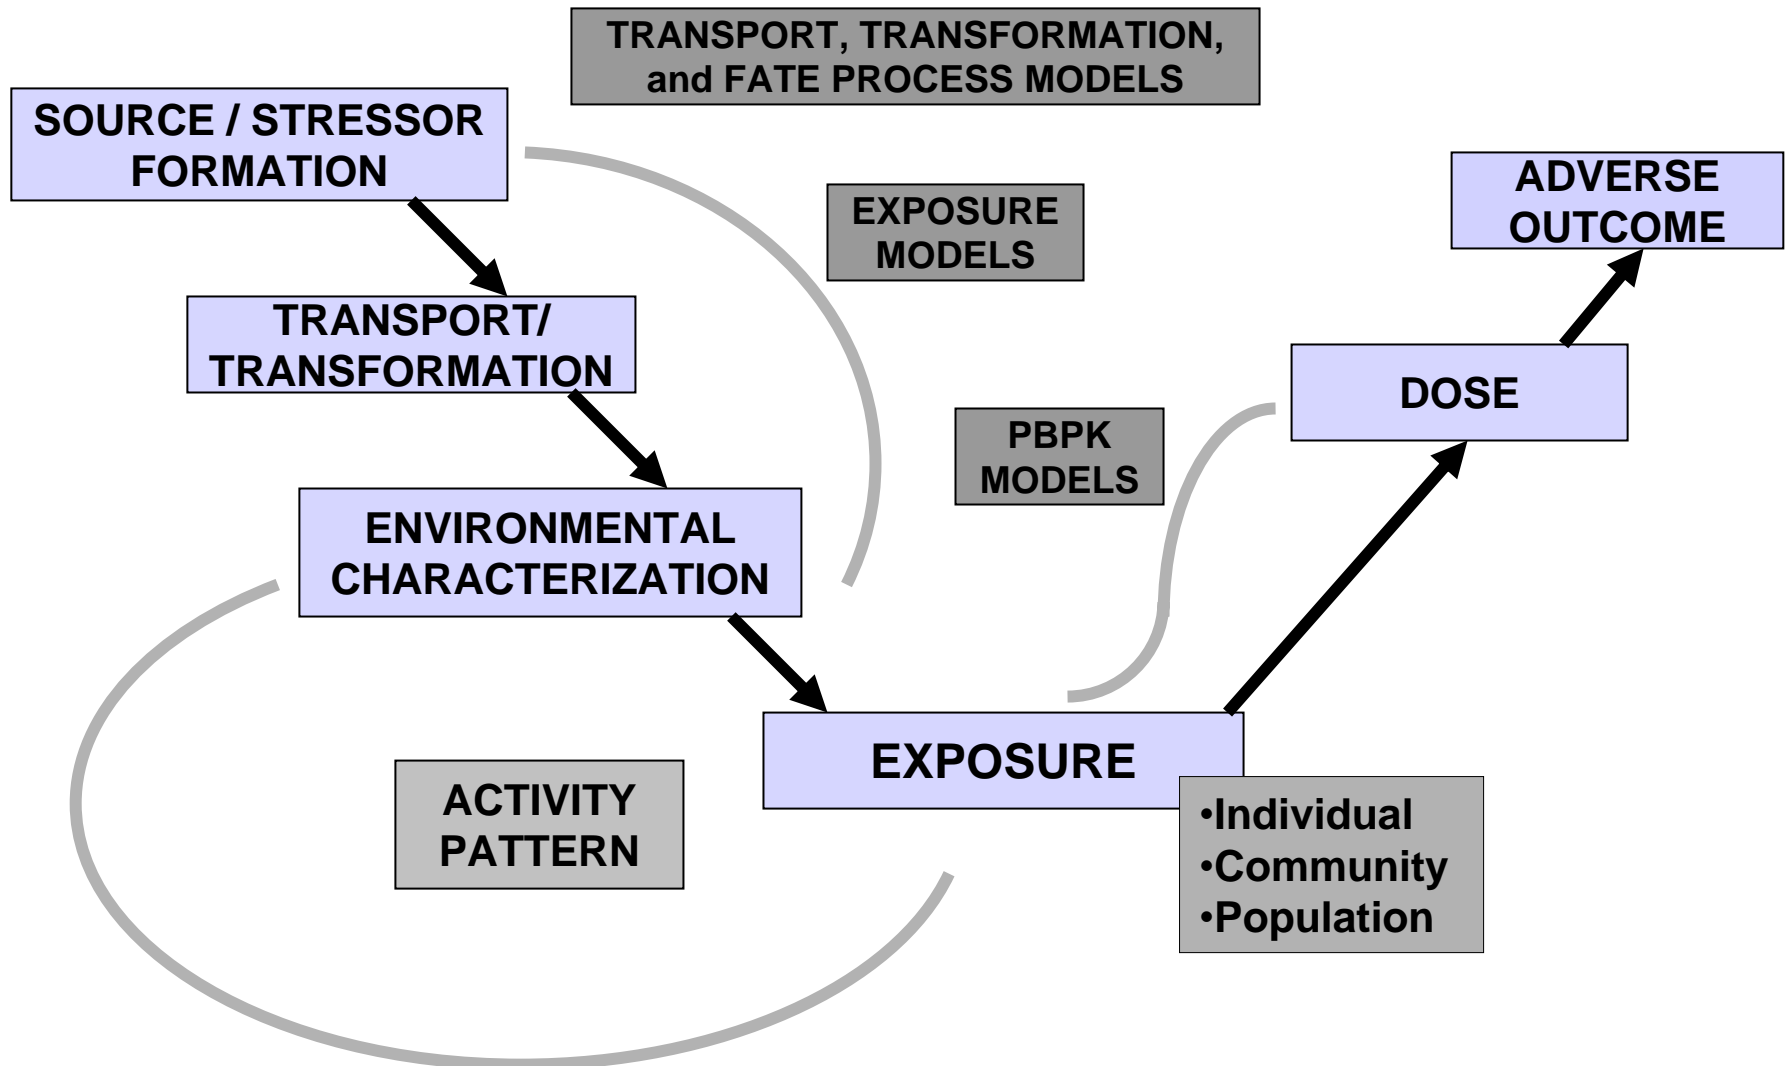 TRANSPORT, TRANSFORMATION,
and FATE PROCESS MODELS
SOURCE / STRESSOR
FORMATION
EXPOSURE
MODELS
ADVERSE
OUTCOME
TRANSPORT/
TRANSFORMATION
DOSE
PBPK
MODELS
ENVIRONMENTAL
CHARACTERIZATION
EXPOSURE
ACTIVITY
PATTERN
•Individual
•Community
•Population